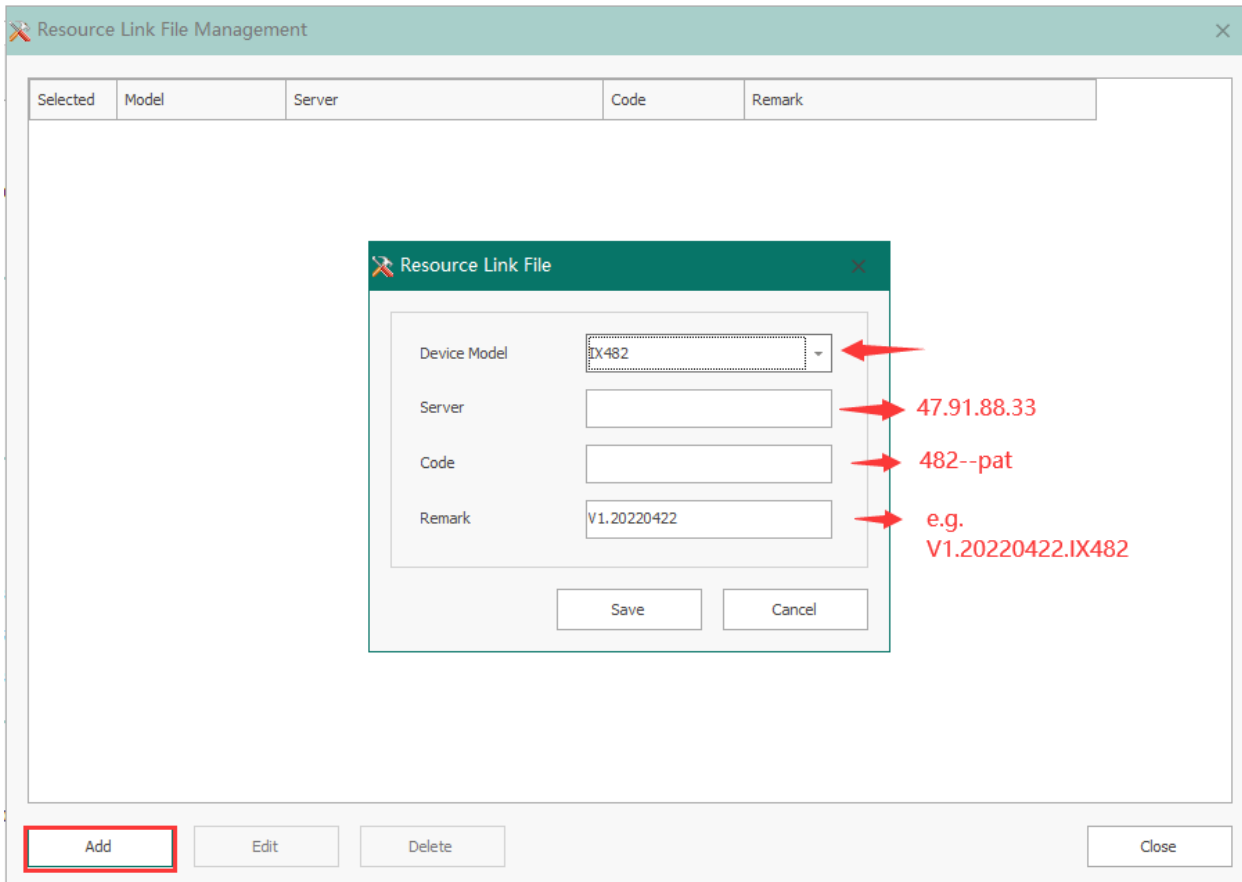 Resource Link File Management
Selected Model Server Code Remark
Resource Link File
Device Model IX482
Server 47.91.88.33
Code 482--pat
Remark V1.20220422 e.g.
V1.20220422.IX482
Save Cancel
Add Edit Delete Close